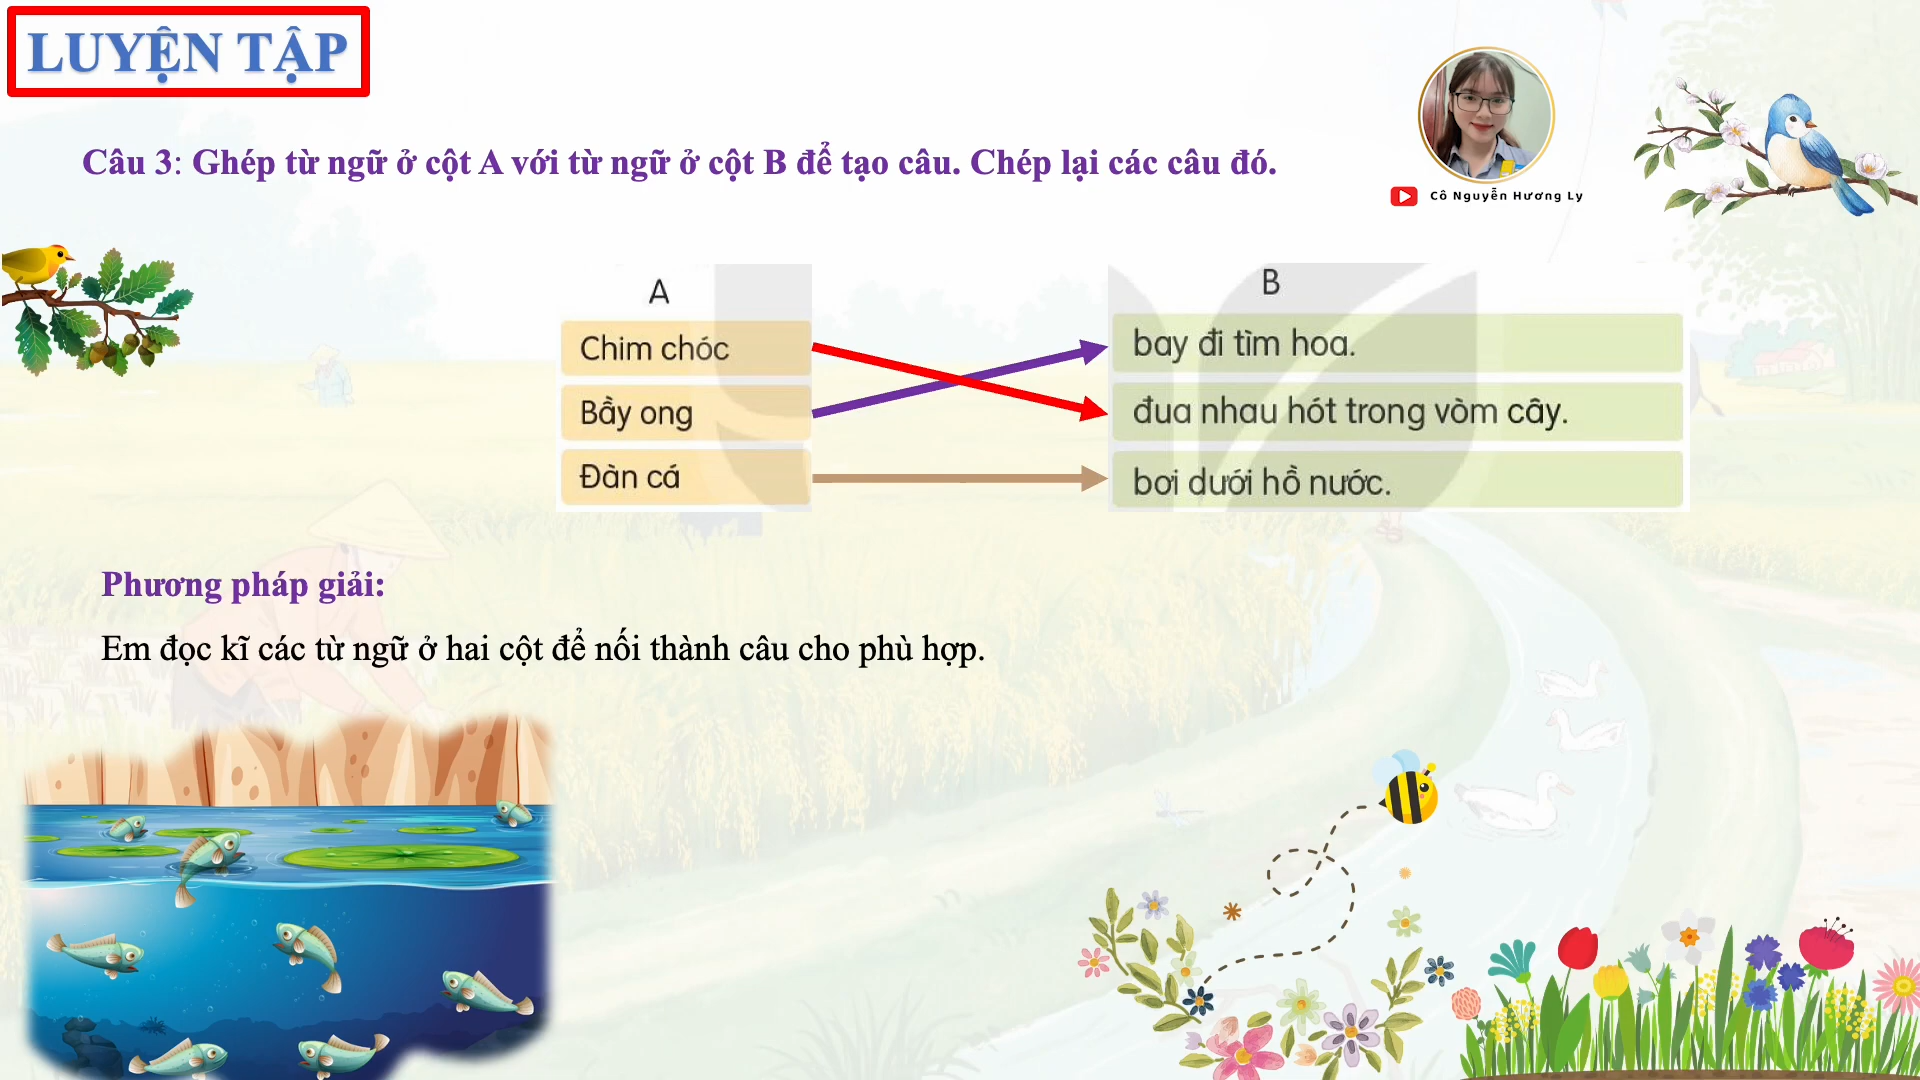 LUYỆN TẬP
Câu 3: Ghép từ ngữ ở cột A với từ ngữ ở cột B để tạo câu. Chép lại các câu đó.
Cô Nguyễn Hương Ly
A
B
Chim chóc
bay đi tìm hoa.
Bầy ong
đua nhau hót trong vòm cây.
Đàn cá
bơi dưới hồ nước.
Phương pháp giải:
Em đọc kĩ các từ ngữ ở hai cột để nối thành câu cho phù hợp.